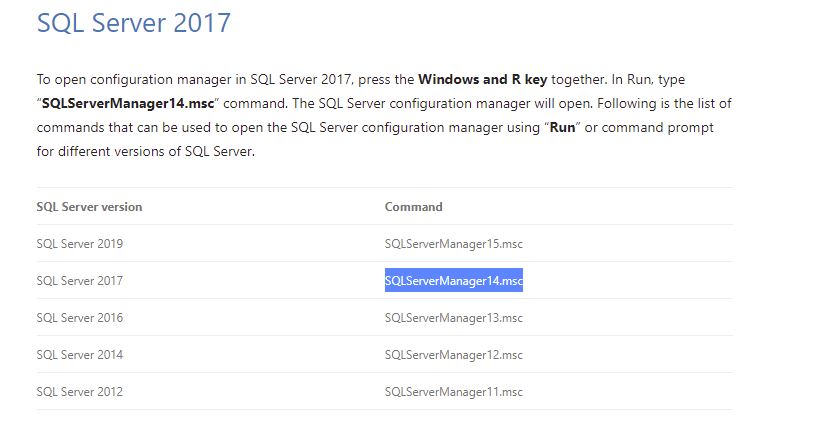 SQL Server 2017
To open configuration manager in SQL Server 2017, press the Windows and R key together. In Run, type
“SQLServerManager14.msc” command. The SQL Server configuration manager will open. Following is the list of
commands that can be used to open the SQL Server configuration manager using “Run” or command prompt
for different versions of SQL Server.
SQL Server version Command
SQL Server 2019 SQLServerManager15.msc
SQL Server 2017 SQLServerManager14.msc
SQL Server 2016 SQLServerManager13.msc
SQL Server 2014 SQLServerManager12.msc
SQL Server 2012 SQLServerManager11.msc